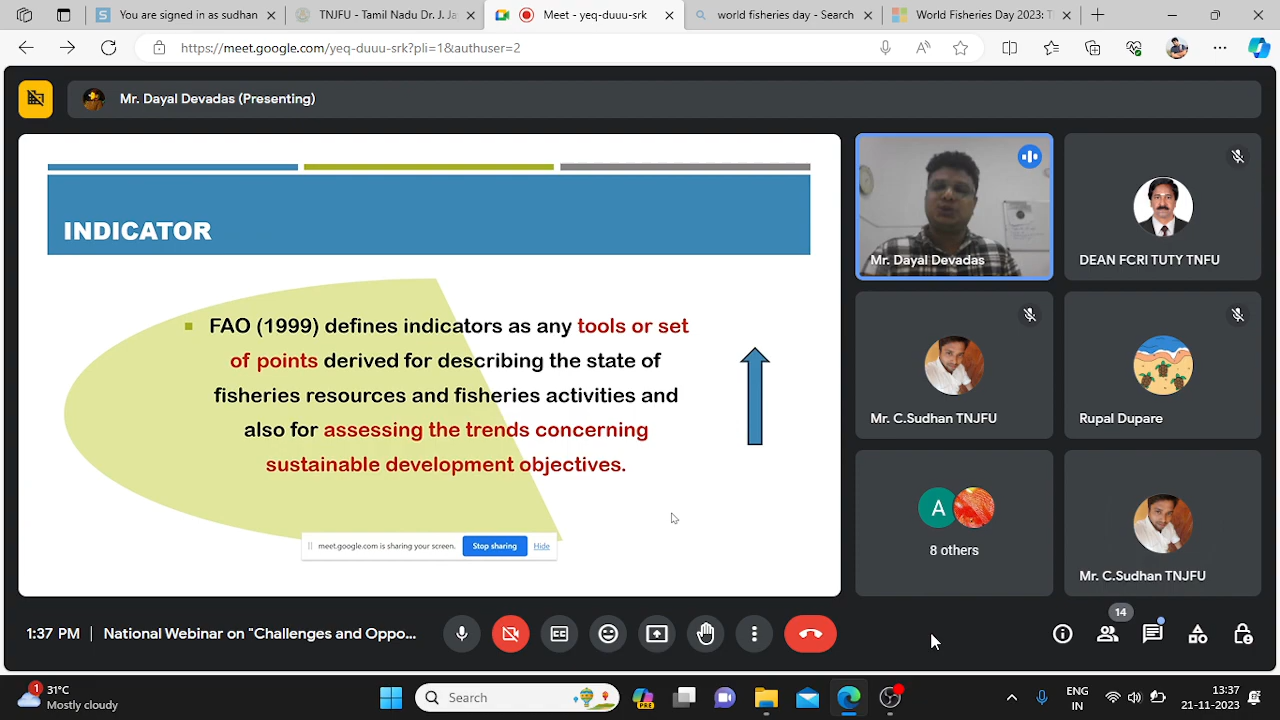 You are signed in as sudhan
TNJFU - Tamil Nadu Dr. J. Ja
Meet - yeq-duuu-srk
world fisheries day - Search
World Fisheries Day 2023: T
https://meet.google.com/yeq-duuu-srk?pli=1&authuser=2
Mr. Dayal Devadas (Presenting)
INDICATOR
FAO (1999) defines indicators as any tools or set
of points derived for describing the state of
fisheries resources and fisheries activities and
also for assessing the trends concerning
sustainable development objectives.
meet.google.com is sharing your screen.
Stop sharing
Hide
Mr. Dayal Devadas
DEAN FCRI TUTY TNFU
Mr. C.Sudhan TNJFU
Rupal Dupare
A
8 others
Mr. C.Sudhan TNJFU
1:37 PM | National Webinar on "Challenges and Oppo...
14
1
31°C
Mostly cloudy
Search
PRE
ENG
IN
13:37
21-11-2023